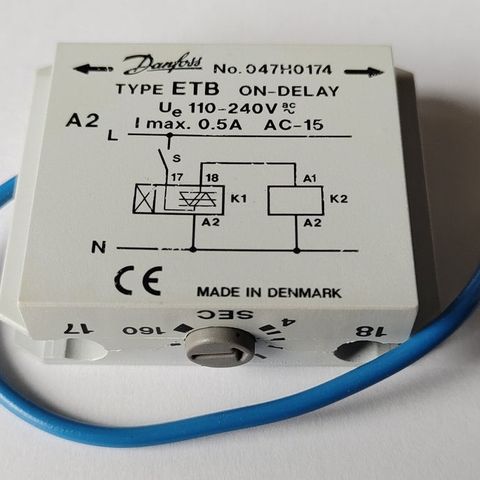 Danfoss No. 047H0174
TYPE ETB ON-DELAY
Ue 110-240V ac ~
I max. 0.5A AC-15
A2
L
S
17 18 A1
K1 K2
A2 A2
N
CE MADE IN DENMARK
17 160 SEC 4 18